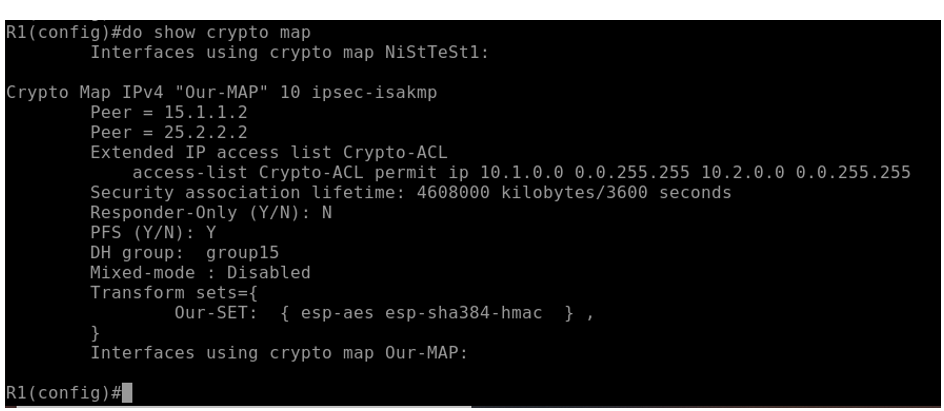 R1(config)#do show crypto map
Interfaces using crypto map NiStTeSt1:
Crypto Map IPv4 "Our-MAP" 10 ipsec-isakmp
Peer = 15.1.1.2
Peer = 25.2.2.2
Extended IP access list Crypto-ACL
access-list Crypto-ACL permit ip 10.1.0.0 0.0.255.255 10.2.0.0 0.0.255.255
Security association lifetime: 4608000 kilobytes/3600 seconds
Responder-Only (Y/N): N
PFS (Y/N): Y
DH group:  group15
Mixed-mode : Disabled
Transform sets={
Our-SET:  { esp-aes esp-sha384-hmac  } ,
}
Interfaces using crypto map Our-MAP:
R1(config)#